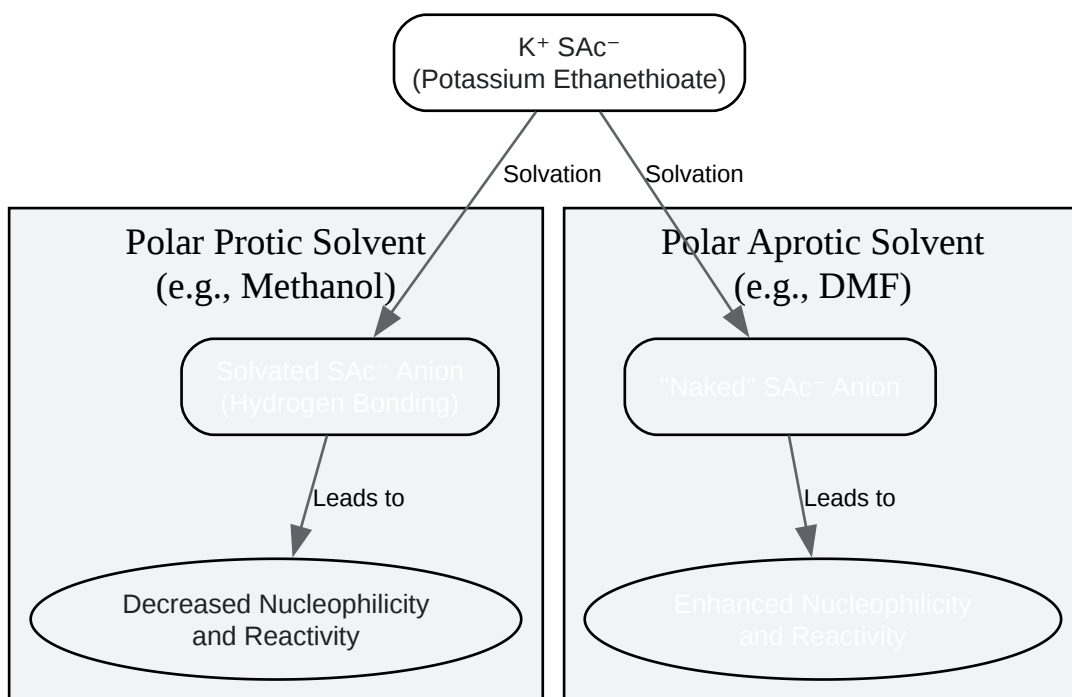 K⁺ SAc⁻
(Potassium Ethanethioate)
Solvation
Solvation
Polar Protic Solvent
(e.g., Methanol)
Solvated SAc⁻ Anion
(Hydrogen Bonding)
Leads to
Decreased Nucleophilicity
and Reactivity
Polar Aprotic Solvent
(e.g., DMF)
"Naked" SAc⁻ Anion
Leads to
Enhanced Nucleophilicity
and Reactivity